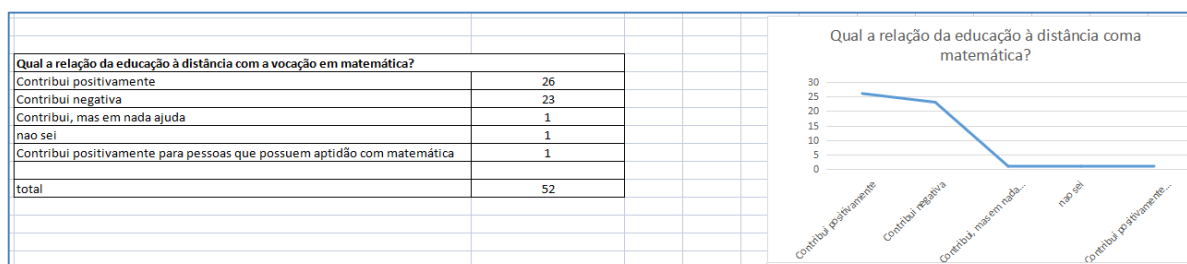 Qual a relação da educação à distância com a vocação em matemática?
Contribui positivamente 26
Contribui negativa 23
Contribui, mas em nada ajuda 1
nao sei 1
Contribui positivamente para pessoas que possuem aptidão com matemática 1
total 52
Qual a relação da educação à distância coma
matemática?
30
25
20
15
10
5
0
Contribui positivamente
Contribui negativa
Contribui, mas em nada...
nao sei
Contribui positivamente...